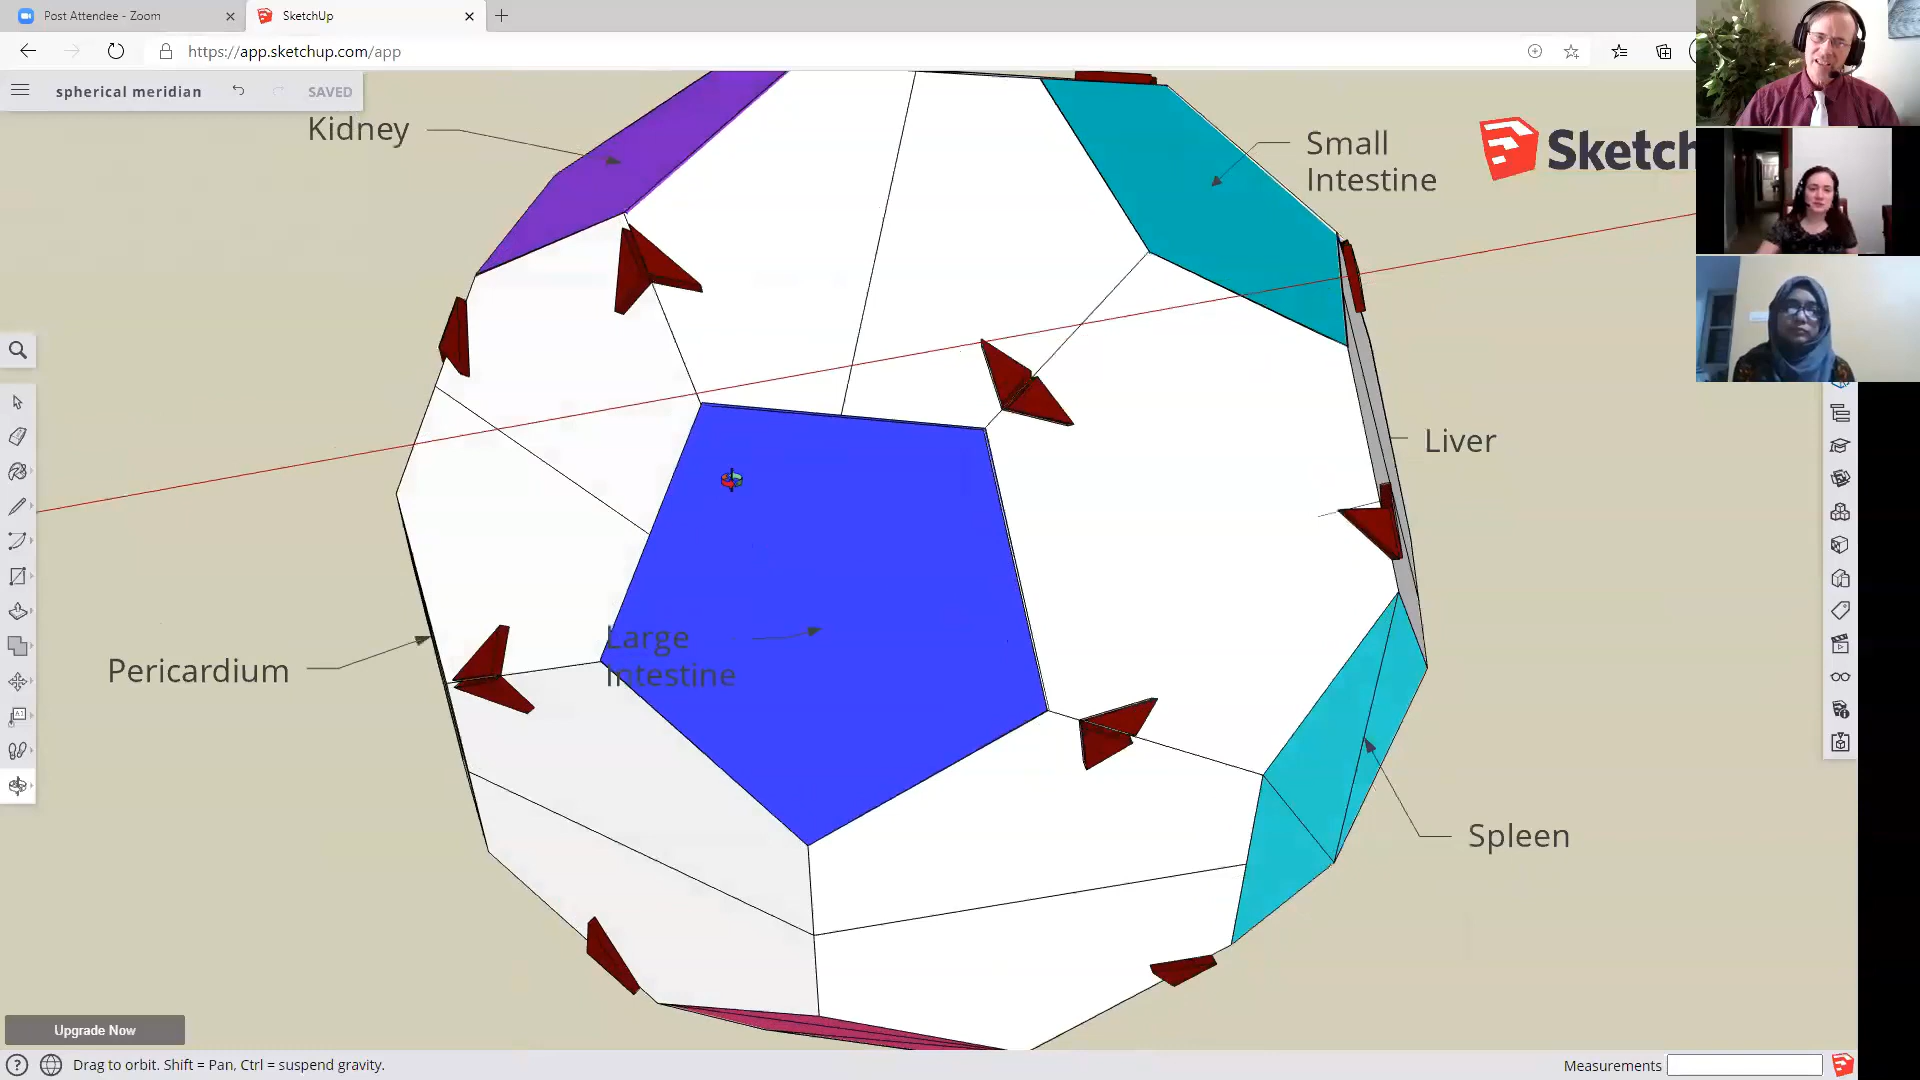 Post Attendee - Zoom
SketchUp
https://app.sketchup.com/app
spherical meridian
SAVED
Kidney
Small
Intestine
Sketch
Liver
Large
Intestine
Pericardium
Spleen
A1
Upgrade Now
Drag to orbit. Shift = Pan, Ctrl = suspend gravity.
Measurements